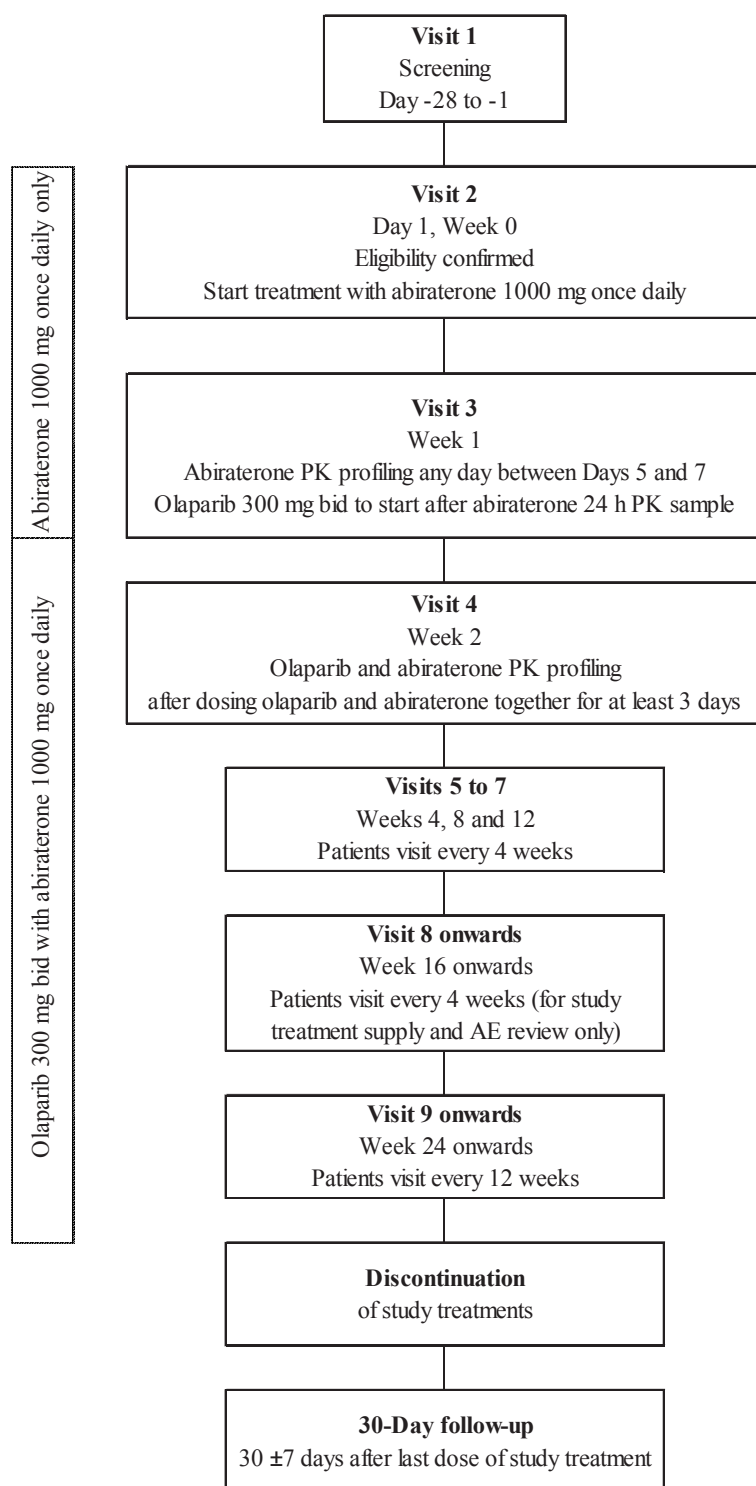 Visit 1
Screening
Day -28 to -1
Abiraterone 1000 mg once daily only
Visit 2
Day 1, Week 0
Eligibility confirmed
Start treatment with abiraterone 1000 mg once daily
Visit 3
Week 1
Abiraterone PK profiling any day between Days 5 and 7
Olaparib 300 mg bid to start after abiraterone 24 h PK sample
Olaparib 300 mg bid with abiraterone 1000 mg once daily
Visit 4
Week 2
Olaparib and abiraterone PK profiling
after dosing olaparib and abiraterone together for at least 3 days
Visits 5 to 7
Weeks 4, 8 and 12
Patients visit every 4 weeks
Visit 8 onwards
Week 16 onwards
Patients visit every 4 weeks (for study
treatment supply and AE review only)
Visit 9 onwards
Week 24 onwards
Patients visit every 12 weeks
Discontinuation
of study treatments
30-Day follow-up
30 ±7 days after last dose of study treatment